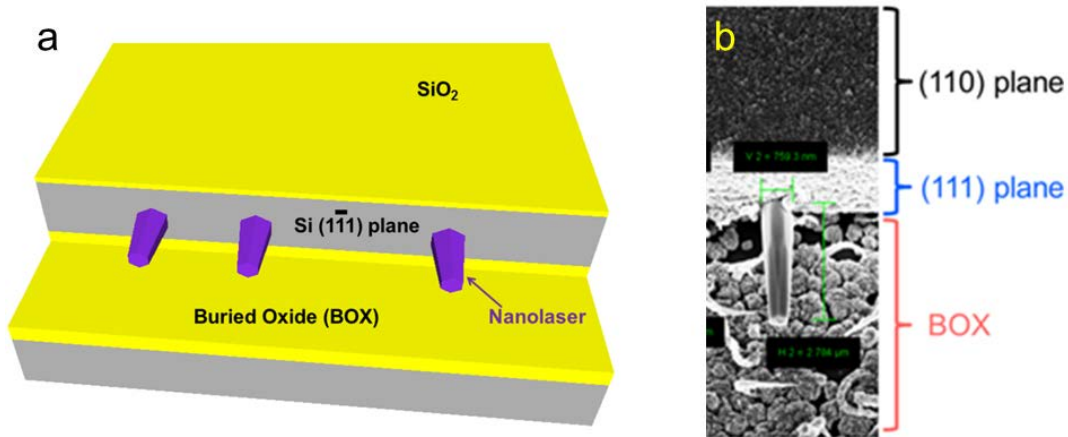 a
SiO₂
Si (11̅1) plane
Buried Oxide (BOX)
Nanolaser
b
(110) plane
V 2 = 759.3 nm
(111) plane
BOX
H 2 = 2.784 µm